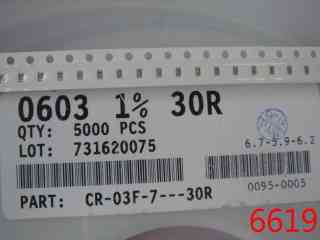 0603 1% 30R
QTY: 5000 PCS
LOT: 731620075
6.7-5.9-6.2
0095-0005
PART: CR-03F-7---30R
6619